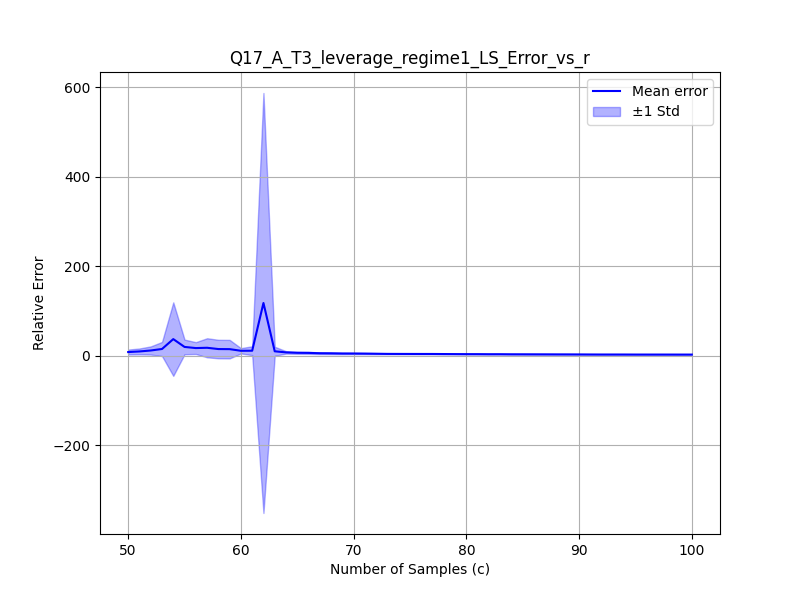 Q17_A_T3_leverage_regime1_LS_Error_vs_r
Mean error
±1 Std
600
400
200
0
−200
Relative Error
50
60
70
80
90
100
Number of Samples (c)